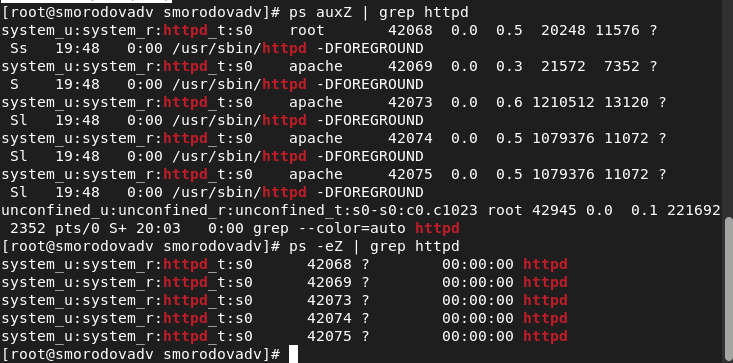 [root@smorodovadv smorodovadv]# ps auxZ | grep httpd
system_u:system_r:httpd_t:s0    root       42068  0.0  0.5  20248 11576 ?
 Ss   19:48   0:00 /usr/sbin/httpd -DFOREGROUND
system_u:system_r:httpd_t:s0    apache     42069  0.0  0.3  21572  7352 ?
 S    19:48   0:00 /usr/sbin/httpd -DFOREGROUND
system_u:system_r:httpd_t:s0    apache     42073  0.0  0.6 1210512 13120 ?
 Sl   19:48   0:00 /usr/sbin/httpd -DFOREGROUND
system_u:system_r:httpd_t:s0    apache     42074  0.0  0.5 1079376 11072 ?
 Sl   19:48   0:00 /usr/sbin/httpd -DFOREGROUND
system_u:system_r:httpd_t:s0    apache     42075  0.0  0.5 1079376 11072 ?
 Sl   19:48   0:00 /usr/sbin/httpd -DFOREGROUND
unconfined_u:unconfined_r:unconfined_t:s0-s0:c0.c1023 root 42945 0.0  0.1 221692
 2352 pts/0 S+ 20:03   0:00 grep --color=auto httpd
[root@smorodovadv smorodovadv]# ps -eZ | grep httpd
system_u:system_r:httpd_t:s0      42068 ?        00:00:00 httpd
system_u:system_r:httpd_t:s0      42069 ?        00:00:00 httpd
system_u:system_r:httpd_t:s0      42073 ?        00:00:00 httpd
system_u:system_r:httpd_t:s0      42074 ?        00:00:00 httpd
system_u:system_r:httpd_t:s0      42075 ?        00:00:00 httpd
[root@smorodovadv smorodovadv]#